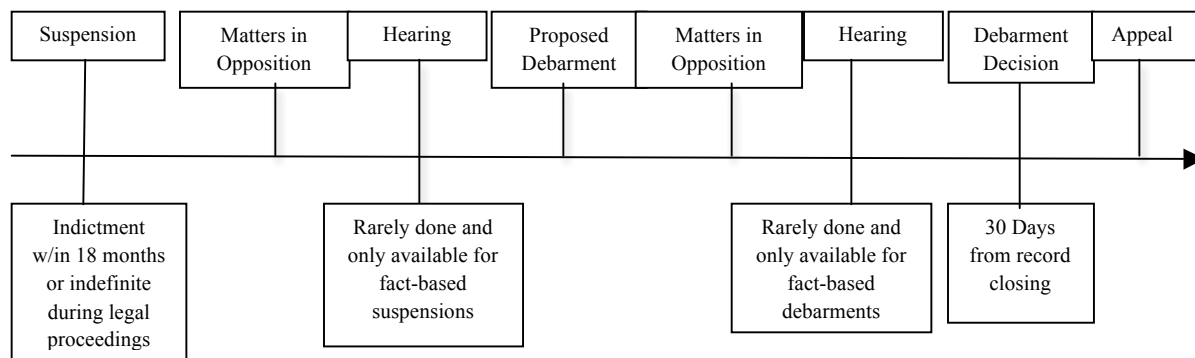 Suspension
Matters in
Opposition
Hearing
Proposed
Debarment
Matters in
Opposition
Hearing
Debarment
Decision
Appeal
Indictment
w/in 18 months
or indefinite
during legal
proceedings
Rarely done and
only available for
fact-based
suspensions
Rarely done and
only available for
fact-based
debarments
30 Days
from record
closing